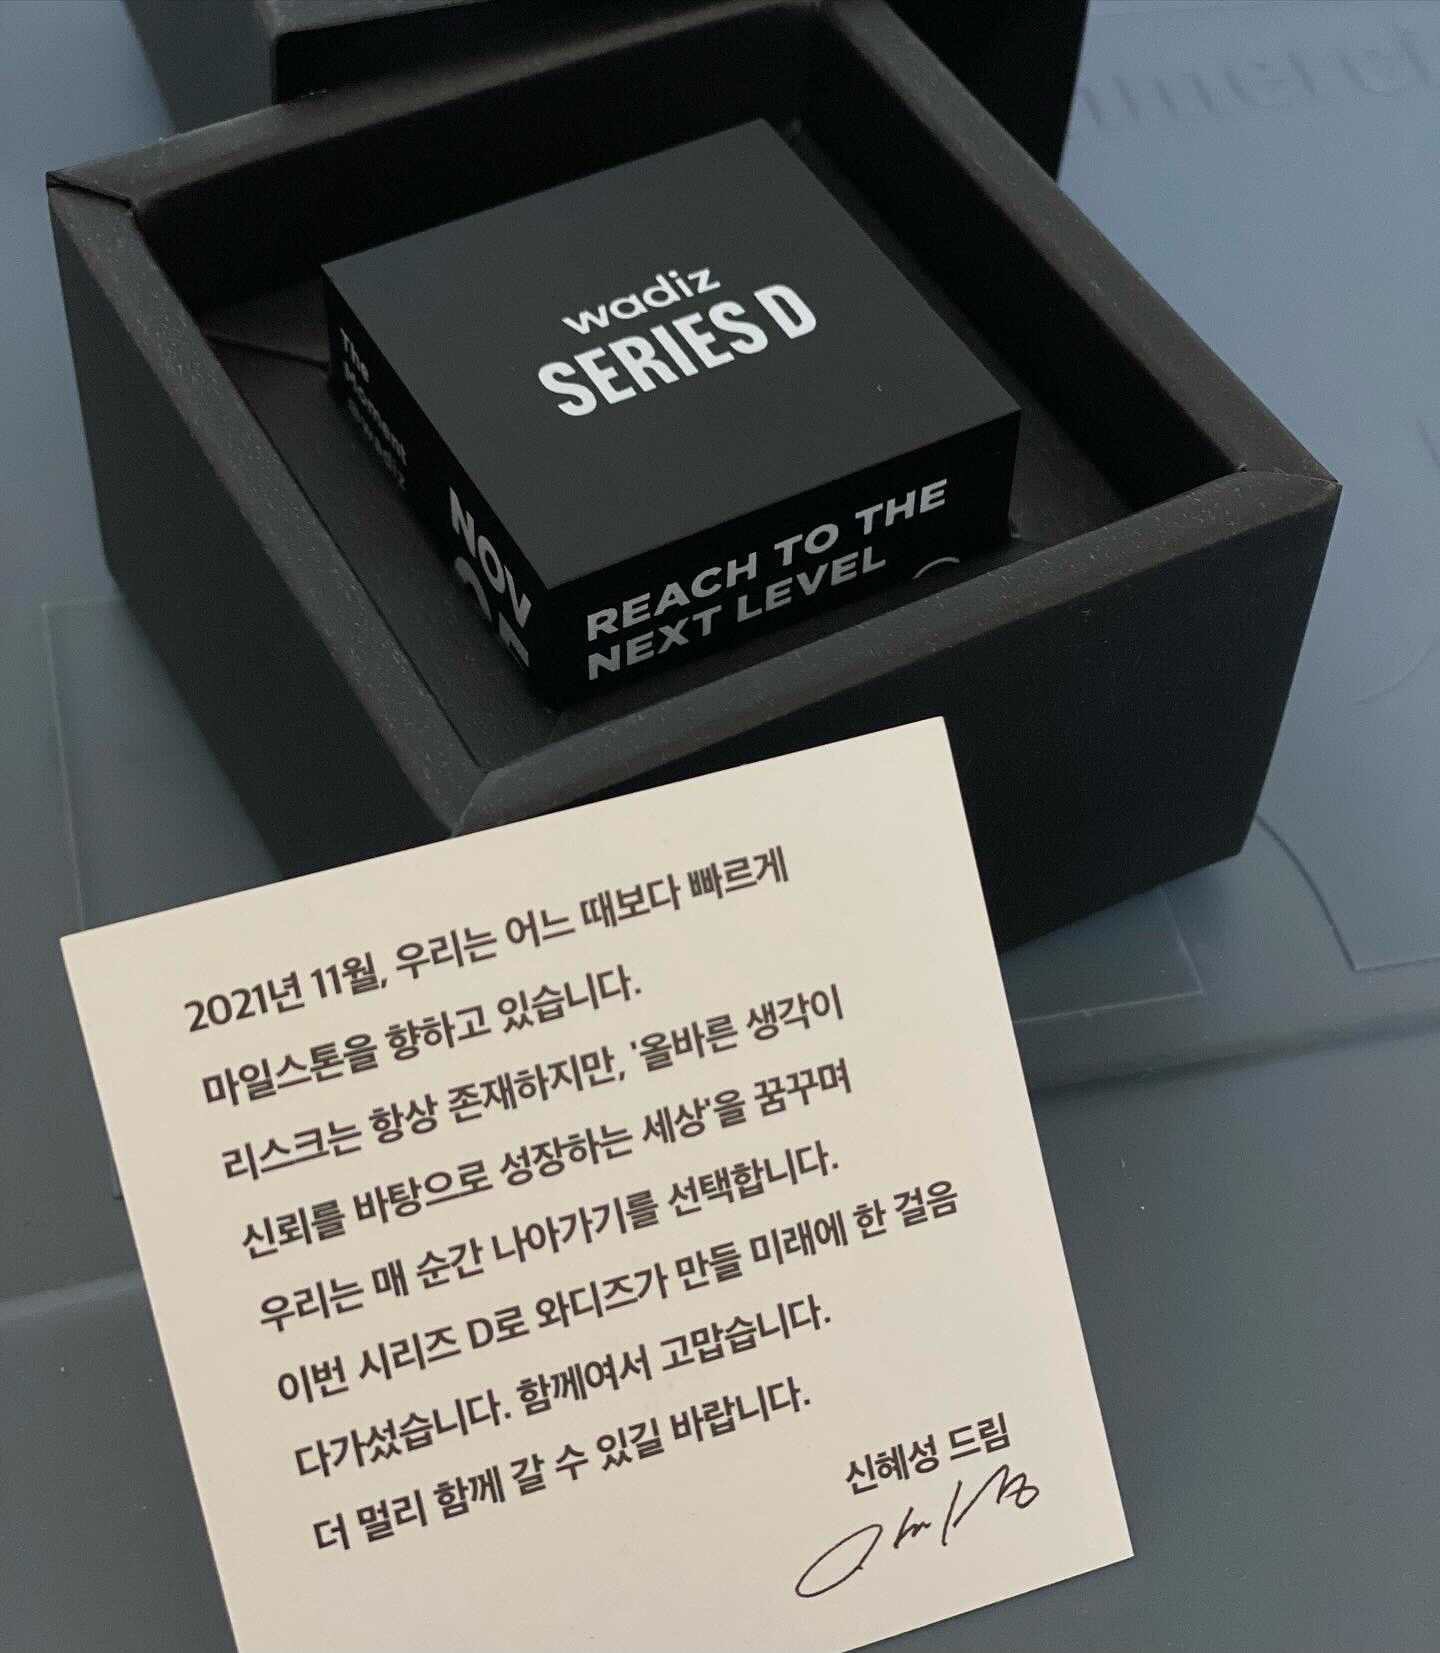 wadiz
SERIES D
The
NOV
REACH TO THE
NEXT LEVEL
2021년 11월, 우리는 어느 때보다 빠르게
마일스톤을 향하고 있습니다.
리스크는 항상 존재하지만, '올바른 생각이
신뢰를 바탕으로 성장하는 세상'을 꿈꾸며
우리는 매 순간 나아가기를 선택합니다.
이번 시리즈 D로 와디즈가 만들 미래에 한 걸음
다가섰습니다. 함께여서 고맙습니다.
더 멀리 함께 갈 수 있길 바랍니다.
신혜성 드림